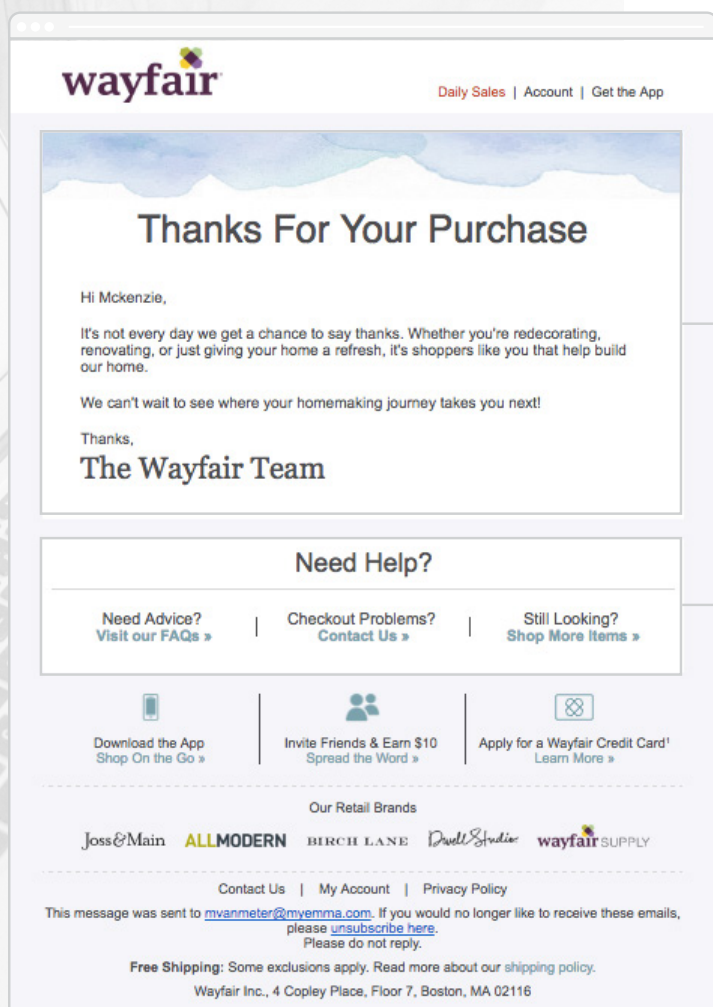 wayfair
Daily Sales | Account | Get the App
Thanks For Your Purchase
Hi Mckenzie,
It's not every day we get a chance to say thanks. Whether you're redecorating,
renovating, or just giving your home a refresh, it's shoppers like you that help build
our home.
We can't wait to see where your homemaking journey takes you next!
Thanks,
The Wayfair Team
Need Help?
Need Advice? | Checkout Problems? | Still Looking?
Visit our FAQs » Contact Us » Shop More Items »
Download the App Invite Friends & Earn $10 Apply for a Wayfair Credit Card¹
Shop On the Go » Spread the Word » Learn More »
Our Retail Brands
Joss&Main ALLMODERN BIRCH LANE DwellStudio wayfair SUPPLY
Contact Us | My Account | Privacy Policy
This message was sent to mvanmeter@myemma.com. If you would no longer like to receive these emails,
please unsubscribe here.
Please do not reply.
Free Shipping: Some exclusions apply. Read more about our shipping policy.
Wayfair Inc., 4 Copley Place, Floor 7, Boston, MA 02116